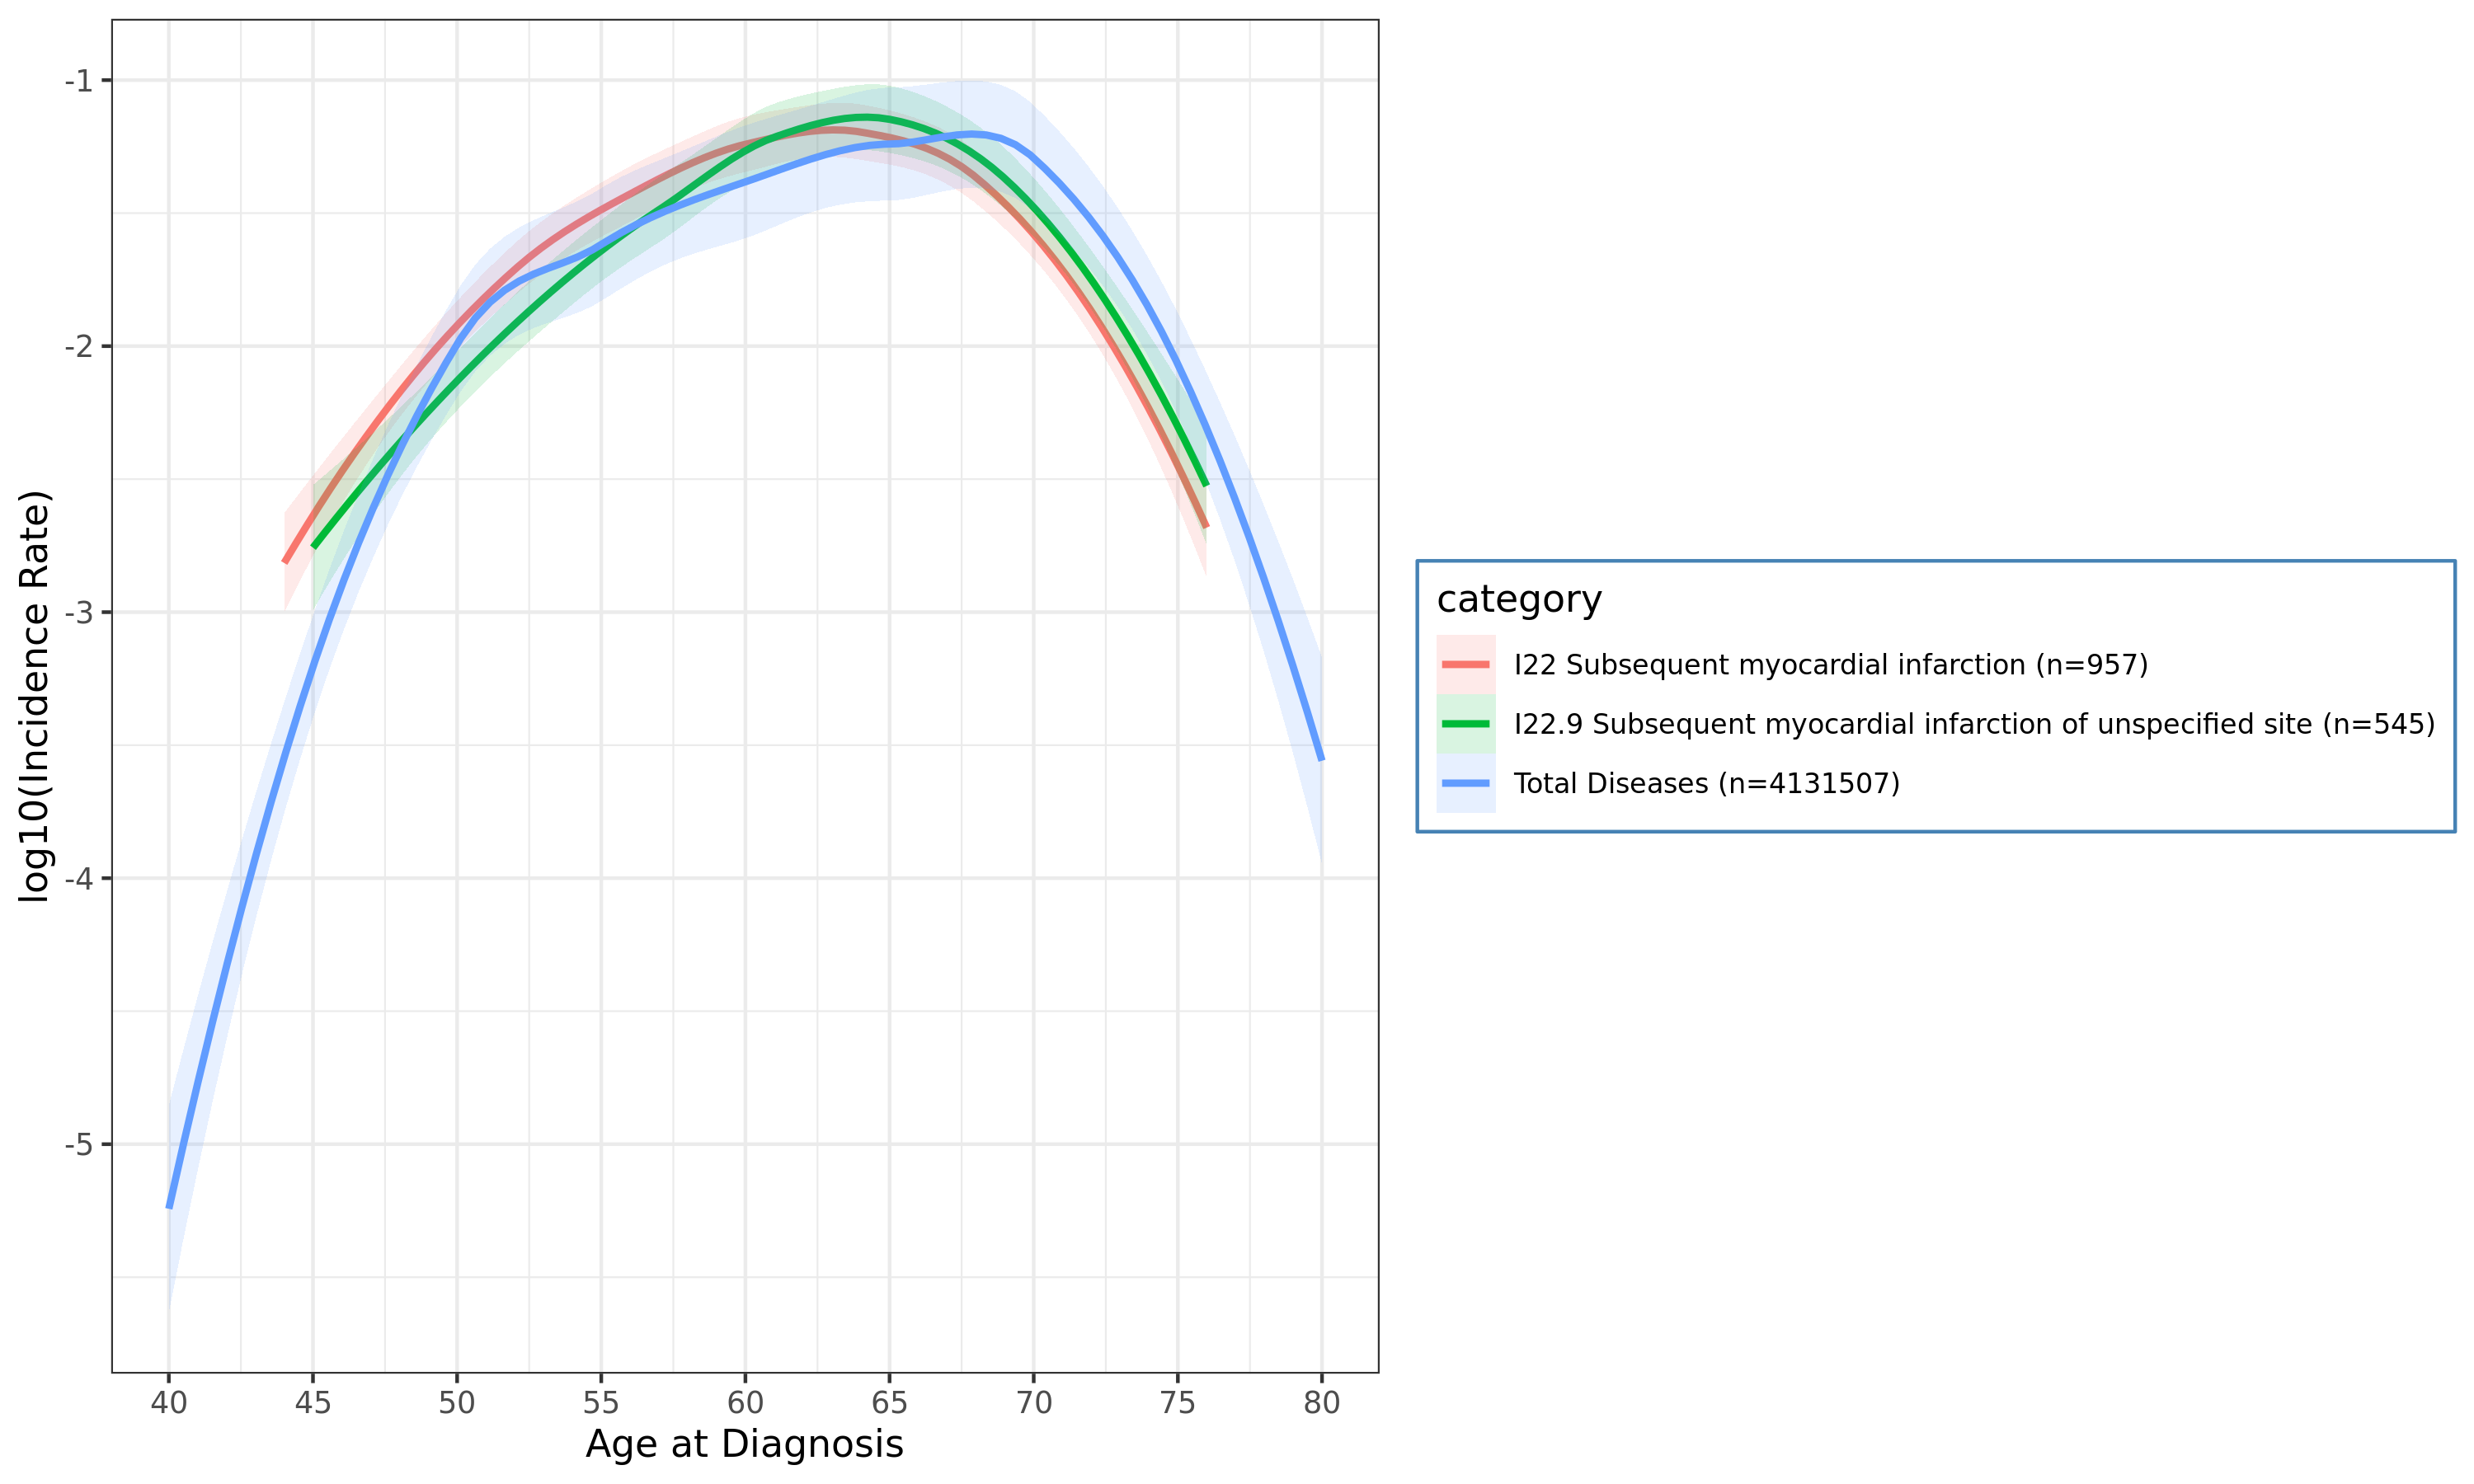 -1
-2
-3
-4
-5
log10(Incidence Rate)
40 45 50 55 60 65 70 75 80
Age at Diagnosis
category
I22 Subsequent myocardial infarction (n=957)
I22.9 Subsequent myocardial infarction of unspecified site (n=545)
Total Diseases (n=4131507)